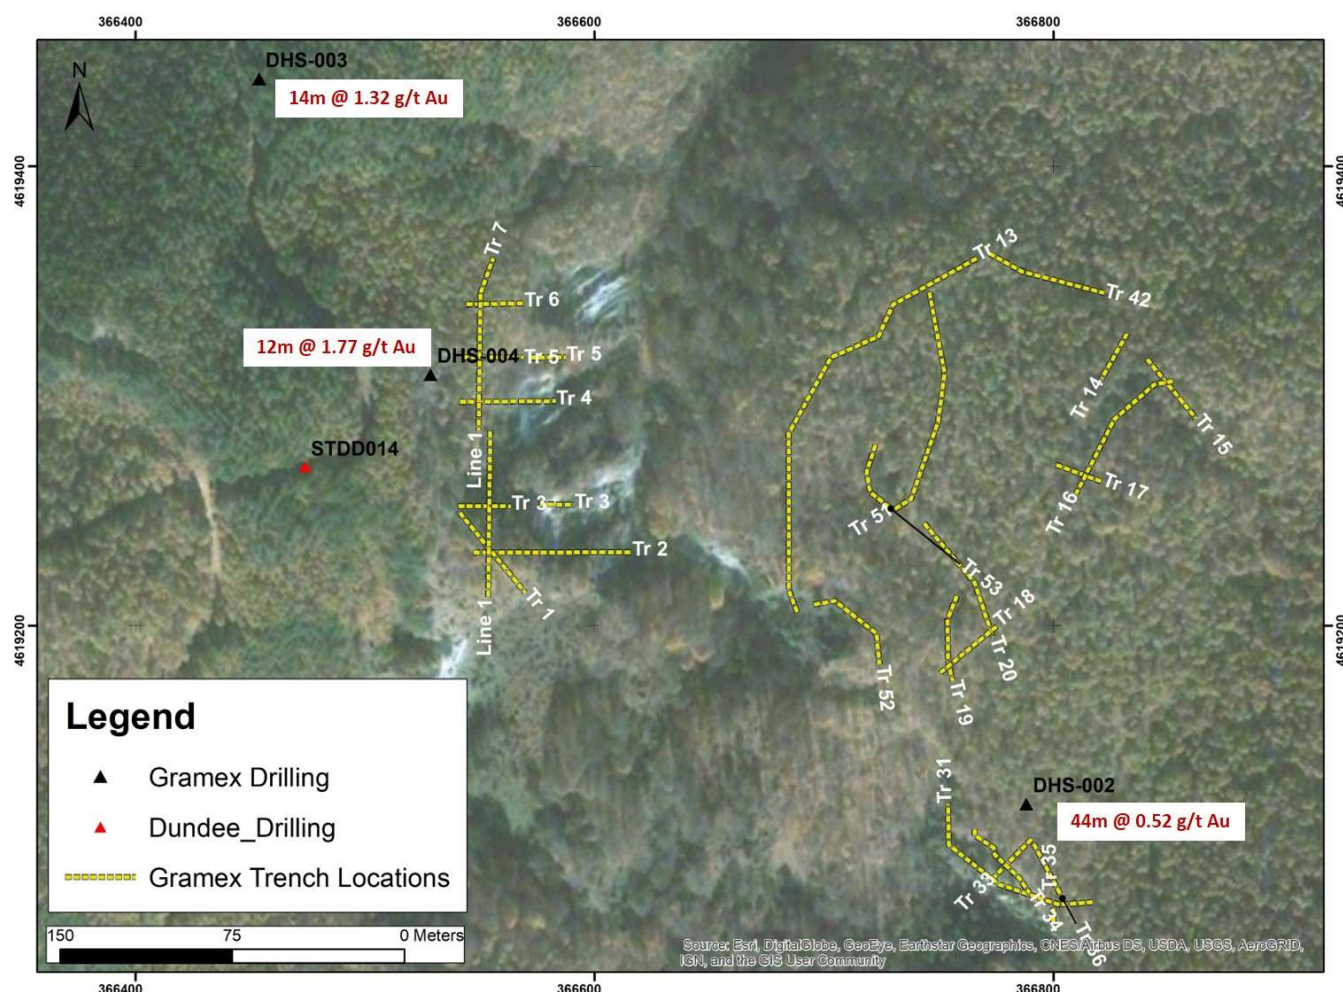 366400
366600
366800
N
DHS-003
14m @ 1.32 g/t Au
4619400
4619400
Tr 7
Tr 13
Tr 6
Tr 42
12m @ 1.77 g/t Au
DHS-004
Tr 5
Tr 5
Tr 14
Tr 4
Tr 15
STDD014
Line 1
Tr 17
Tr 16
Tr 3
Tr 3
Tr 51
Tr 2
Tr 53
Tr 1
Tr 18
Line 1
4619200
4619200
Tr 20
Tr 19
Tr 52
Legend
Gramex Drilling
Dundee_Drilling
Gramex Trench Locations
Tr 31
DHS-002
44m @ 0.52 g/t Au
Tr 35
Tr 33
Tr 34
150
75
0 Meters
Source: Esri, DigitalGlobe, GeoEye, Earthstar Geographics, CNES/Airbus DS, USDA, USGS, AeroGRID,
IGN, and the GIS User Community
366400
366600
366800